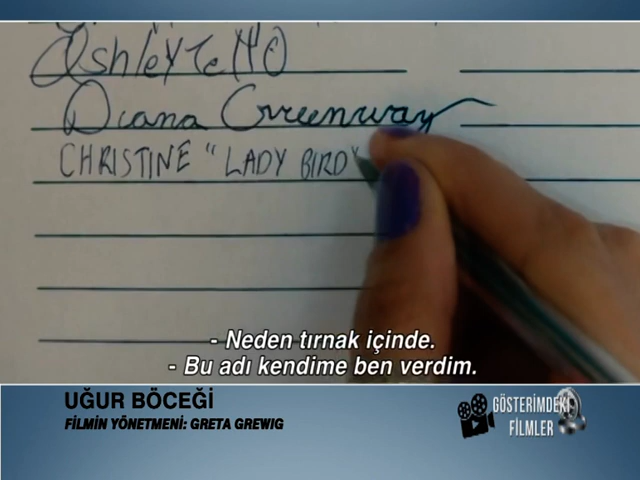 Ashley Tello
Diana Greenway
CHRISTINE "LADY BIRD"
- Neden tırnak içinde.
- Bu adı kendime ben verdim.
UĞUR BÖCEĞİ
FİLMİN YÖNETMENİ: GRETA GREWIG
GÖSTERİMDEKİ
FİLMLER